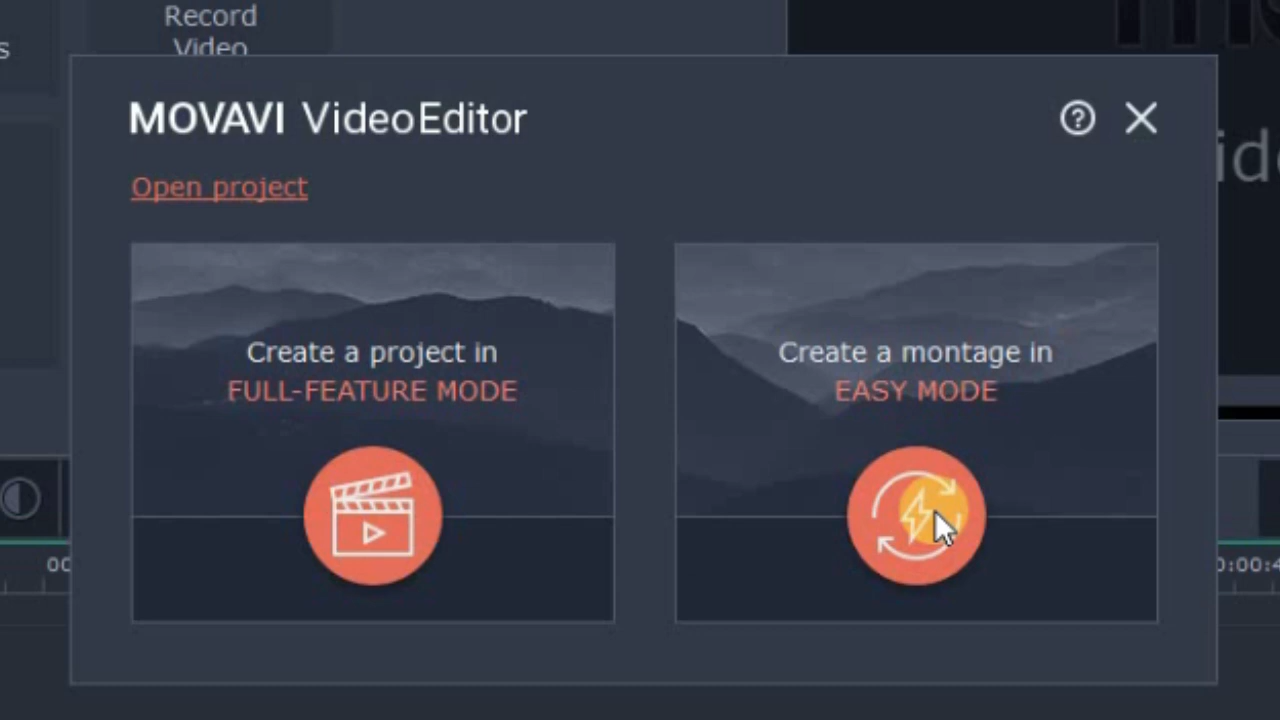 Record
Video
s
MOVAVI VideoEditor
Open project
Create a project in
FULL-FEATURE MODE
Create a montage in
EASY MODE